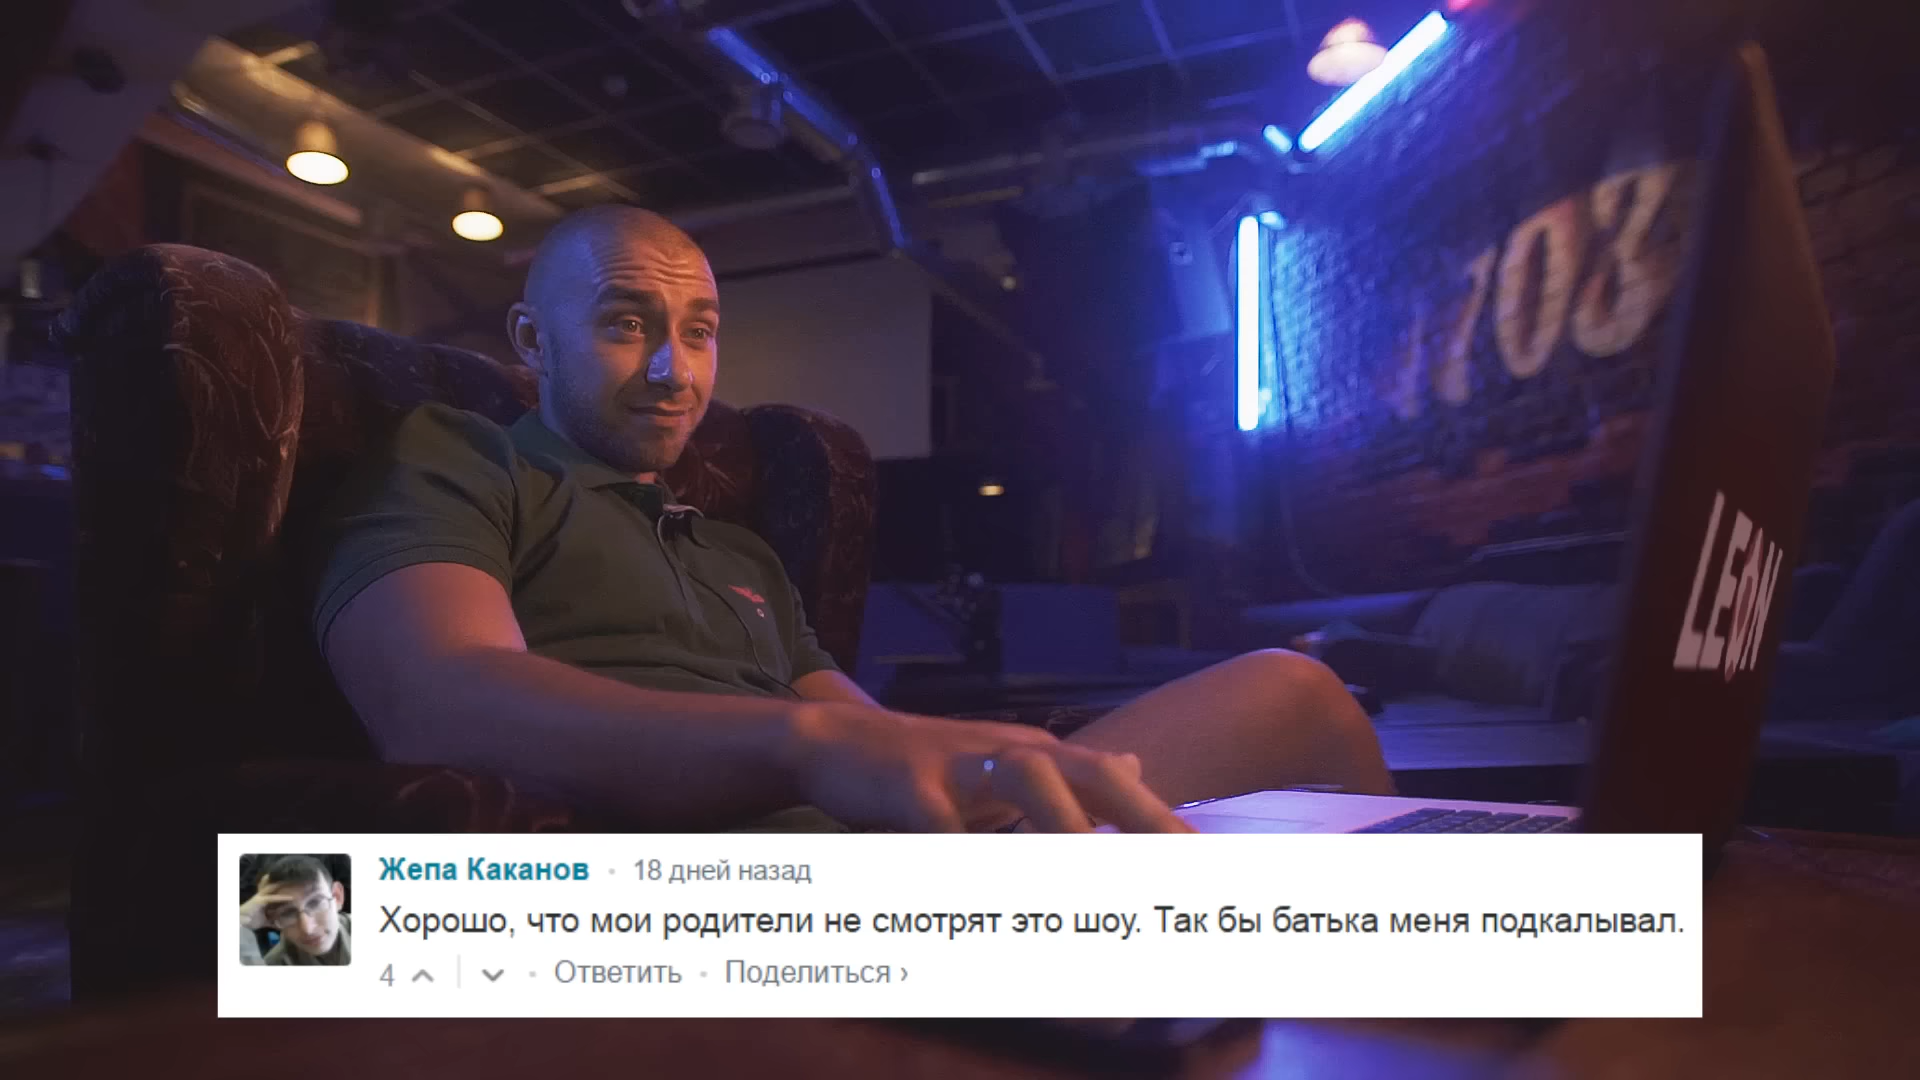 1703
LEON
Жепа Каканов • 18 дней назад
Хорошо, что мои родители не смотрят это шоу. Так бы батька меня подкалывал.
4 • Ответить • Поделиться ›